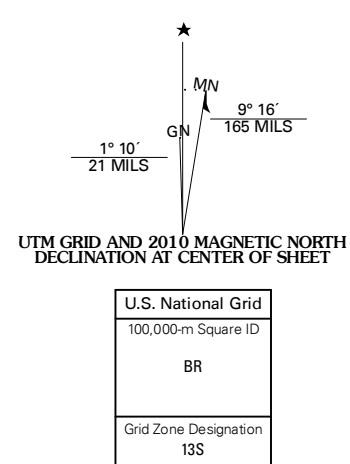 MN
GN
9° 16´
165 MILS
1° 10´
21 MILS
UTM GRID AND 2010 MAGNETIC NORTH
DECLINATION AT CENTER OF SHEET
U.S. National Grid
100,000-m Square ID
BR
Grid Zone Designation
13S